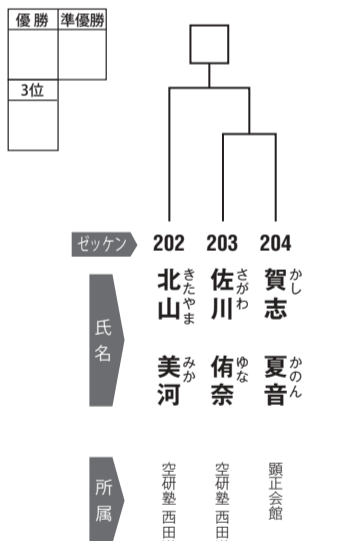 優勝 準優勝
3位
ゼッケン 202 203 204
氏名
北山 美河
きたやま みか
佐川 侑奈
さがわ ゆな
賀志 夏音
かし かのん
所属
空研塾 西田
空研塾 西田
顕正会館